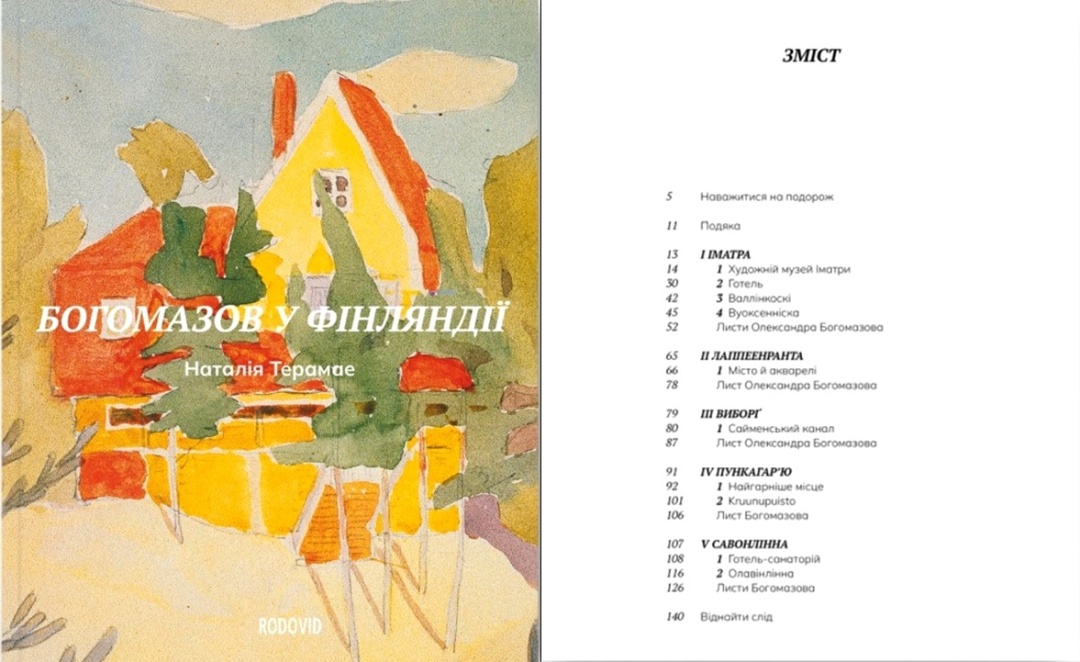 БОГОМАЗОВ У ФІНЛЯНДІЇ
Наталія Терамае
RODOVID
ЗМІСТ
5 Наважитися на подорож
11 Подяка
13 I ІМАТРА
14 1 Художній музей Іматри
30 2 Готель
42 3 Валлінкоскі
45 4 Вуоксенніска
52 Листи Олександра Богомазова
65 II ЛАППЕЕНРАНТА
66 1 Місто й акварелі
78 Лист Олександра Богомазова
79 III ВИБОРҐ
80 1 Сайменський канал
87 Лист Олександра Богомазова
91 IV ПУНКАГАР'Ю
92 1 Найгарніше місце
101 2 Kruunupuisto
106 Лист Богомазова
107 V САВОНЛІННА
108 1 Готель-санаторій
116 2 Олавінлінна
126 Листи Богомазова
140 Віднайти слід